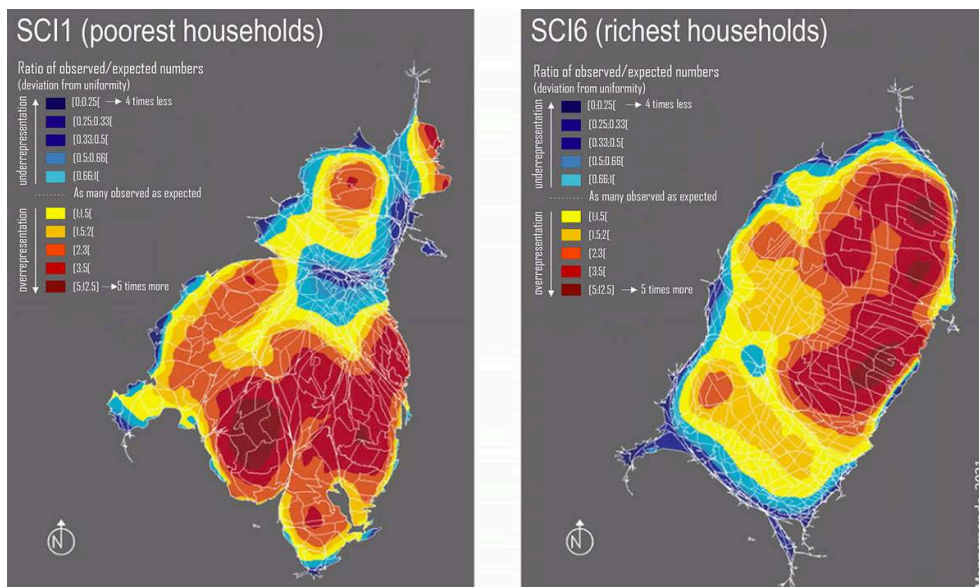 SCI1 (poorest households)
Ratio of observed/expected numbers
(deviation from uniformity)
underrepresentation
[0;0.25[ → 4 times less
[0.25;0.33[
[0.33;0.5[
[0.5;0.66[
[0.66;1[
As many observed as expected
overrepresentation
[1;1.5[
[1.5;2[
[2;3[
[3,5[
[5;12.5] → 5 times more
N
SCI6 (richest households)
Ratio of observed/expected numbers
(deviation from uniformity)
underrepresentation
[0;0.25[ → 4 times less
[0.25;0.33[
[0.33;0.5[
[0.5;0.66[
[0.66;1[
As many observed as expected
overrepresentation
[1;1.5[
[1.5;2[
[2;3[
[3,5[
[5;12.5] → 5 times more
N